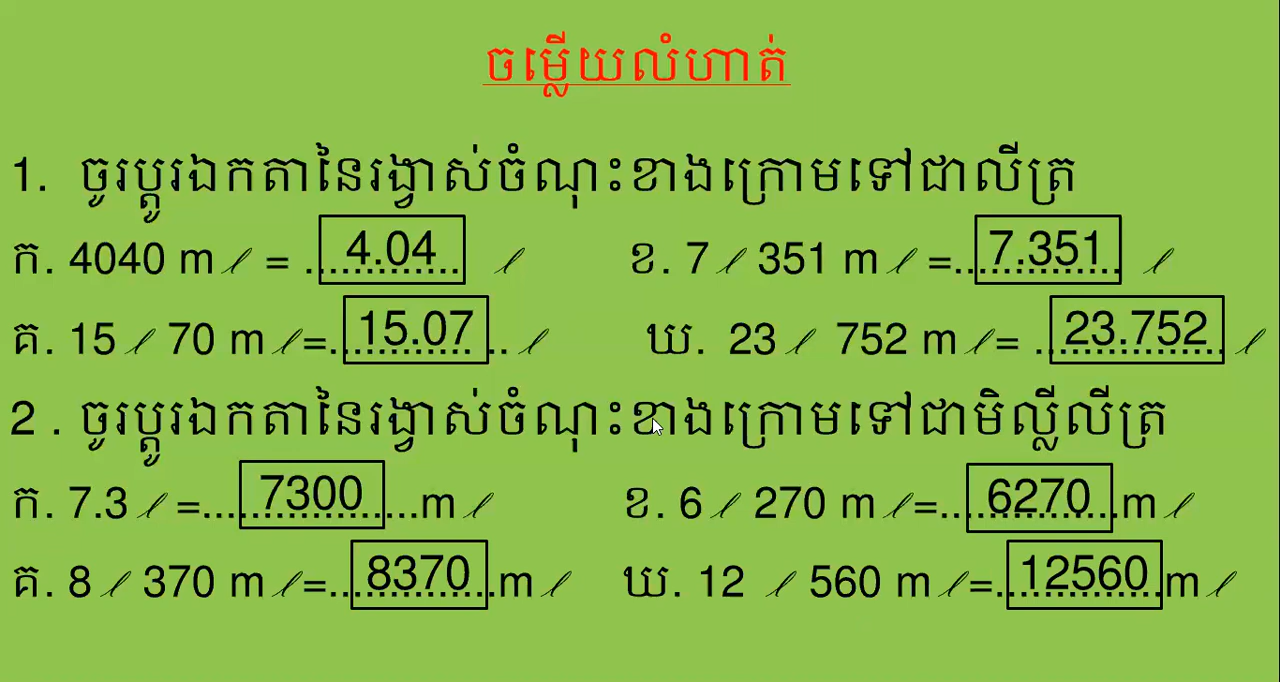 ចម្លើយលំហាត់
1. ចូរប្តូរឯកតានៃរង្វាស់ចំណុះខាងក្រោមទៅជាលីត្រ
ក. 4040 mℓ = .4.04 ℓ ខ. 7 ℓ 351 mℓ =..7.351 ℓ
គ. 15 ℓ 70 mℓ=..15.07.. ℓ ឃ. 23 ℓ 752 mℓ= .23.752 ℓ
2 . ចូរប្តូរឯកតានៃរង្វាស់ចំណុះខាងក្រោមទៅជាមិល្លីលីត្រ
ក. 7.3 ℓ =...7300...m ℓ ខ. 6 ℓ 270 mℓ=..6270.m ℓ
គ. 8 ℓ 370 mℓ=..8370.m ℓ ឃ. 12 ℓ 560 mℓ=.12560m ℓ